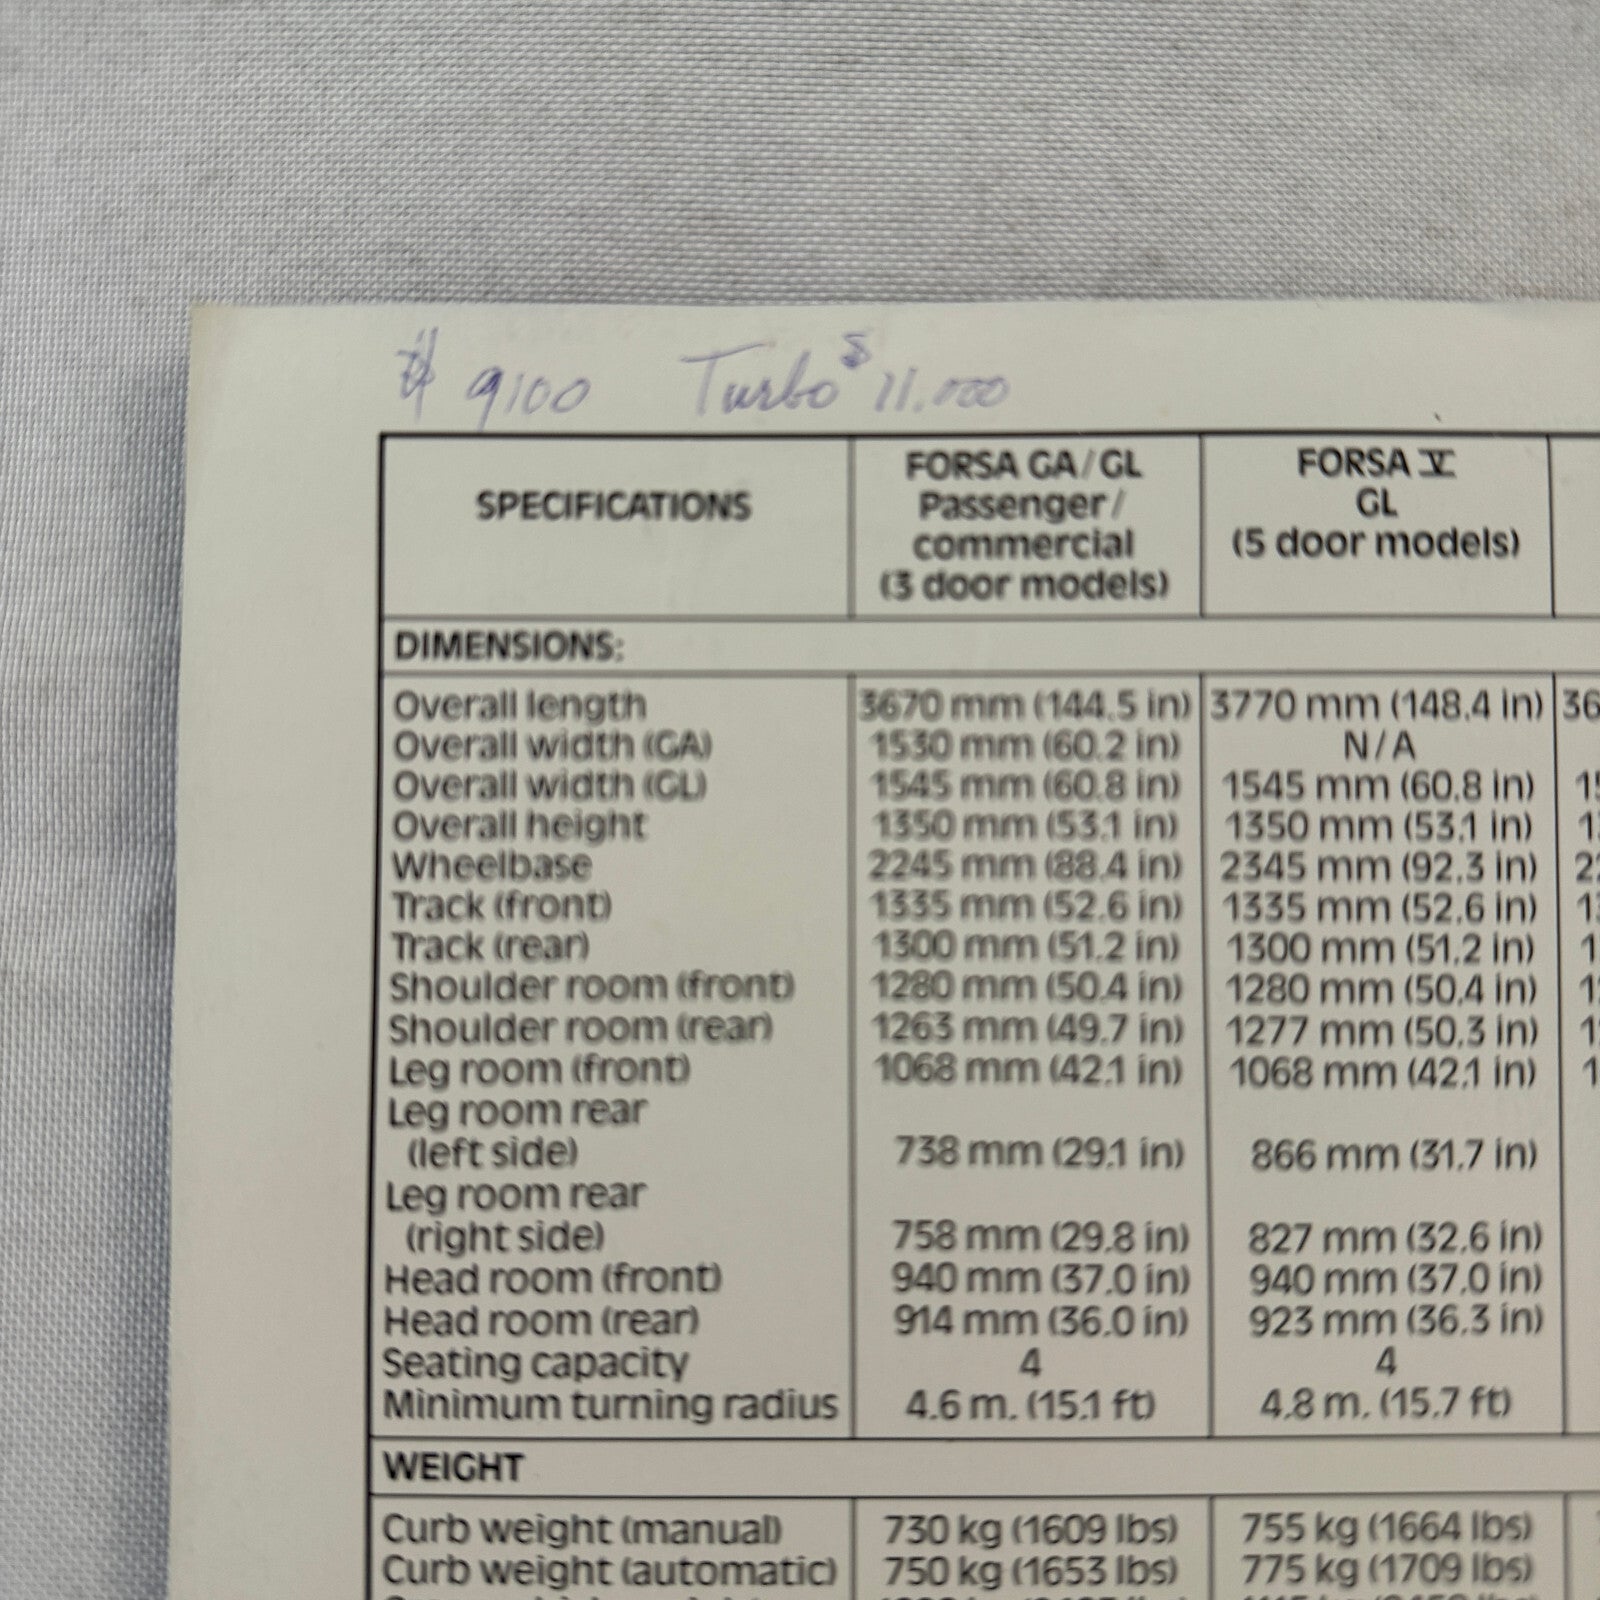 $ 9100 Turbo $ 11.000
SPECIFICATIONS
FORSA GA/GL
Passenger/
commercial
(3 door models)
FORSA V
GL
(5 door models)
DIMENSIONS:
Overall length 3670 mm (144.5 in) 3770 mm (148.4 in) 36
Overall width (GA) 1530 mm (60.2 in) N/A
Overall width (GL) 1545 mm (60.8 in) 1545 mm (60.8 in) 15
Overall height 1350 mm (53.1 in) 1350 mm (53.1 in) 1
Wheelbase 2245 mm (88.4 in) 2345 mm (92.3 in) 22
Track (front) 1335 mm (52.6 in) 1335 mm (52.6 in) 1
Track (rear) 1300 mm (51.2 in) 1300 mm (51.2 in) 1
Shoulder room (front) 1280 mm (50.4 in) 1280 mm (50.4 in) 1
Shoulder room (rear) 1263 mm (49.7 in) 1277 mm (50.3 in) 1
Leg room (front) 1068 mm (42.1 in) 1068 mm (42.1 in) 1
Leg room rear
(left side) 738 mm (29.1 in) 866 mm (31.7 in)
Leg room rear
(right side) 758 mm (29.8 in) 827 mm (32.6 in)
Head room (front) 940 mm (37.0 in) 940 mm (37.0 in)
Head room (rear) 914 mm (36.0 in) 923 mm (36.3 in)
Seating capacity 4 4
Minimum turning radius 4.6 m. (15.1 ft) 4.8 m. (15.7 ft)
WEIGHT
Curb weight (manual) 730 kg (1609 lbs) 755 kg (1664 lbs)
Curb weight (automatic) 750 kg (1653 lbs) 775 kg (1709 lbs)